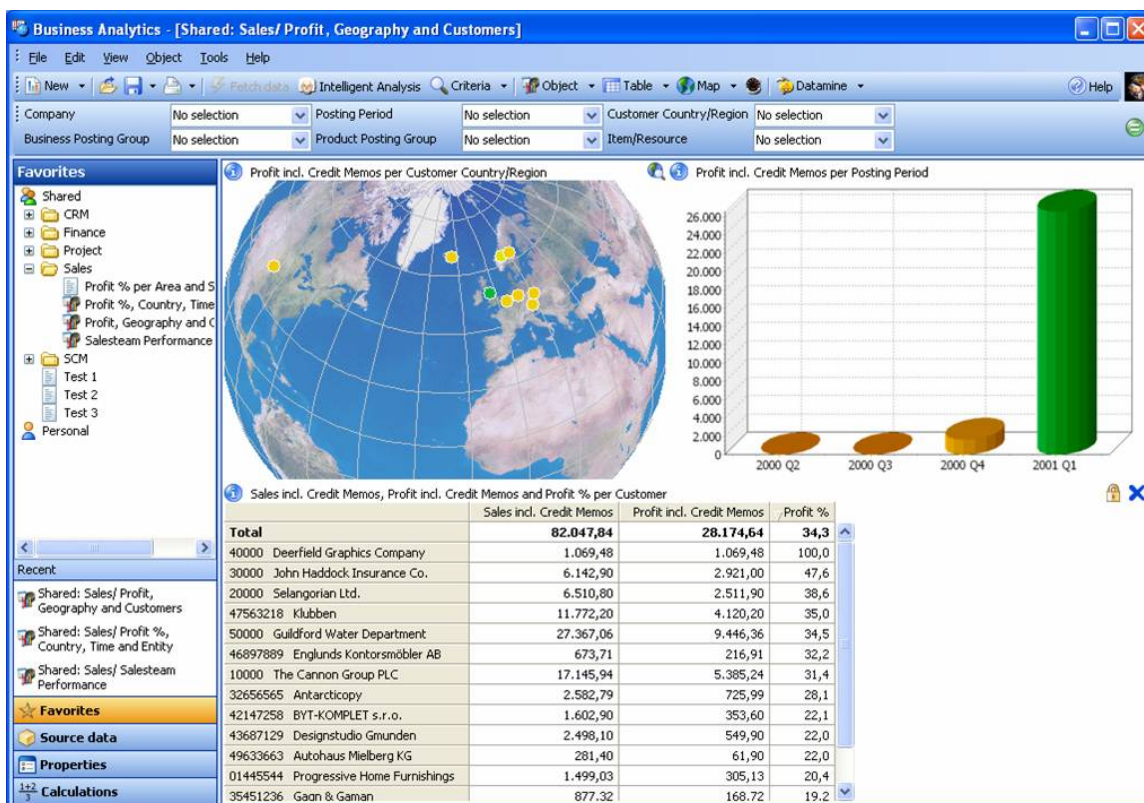 Business Analytics - [Shared: Sales/ Profit, Geography and Customers]
File Edit View Object Tools Help
New Fetch data Intelligent Analysis Criteria Object Table Map Datamine Help
Company No selection Posting Period No selection Customer Country/Region No selection
Business Posting Group No selection Product Posting Group No selection Item/Resource No selection
Favorites
Shared
CRM
Finance
Project
Sales
Profit % per Area and S
Profit %, Country, Time
Profit, Geography and C
Salesteam Performance
SCM
Test 1
Test 2
Test 3
Personal
Recent
Shared: Sales/ Profit,
Geography and Customers
Shared: Sales/ Profit %,
Country, Time and Entity
Shared: Sales/ Salesteam
Performance
Favorites
Source data
Properties
1+2
3
Calculations
Profit incl. Credit Memos per Customer Country/Region
Profit incl. Credit Memos per Posting Period
26.000
24.000
22.000
20.000
18.000
16.000
14.000
12.000
10.000
8.000
6.000
4.000
2.000
0
2000 Q2 2000 Q3 2000 Q4 2001 Q1
Sales incl. Credit Memos, Profit incl. Credit Memos and Profit % per Customer
Sales incl. Credit Memos Profit incl. Credit Memos Profit %
Total 82.047,84 28.174,64 34,3
40000 Deerfield Graphics Company 1.069,48 1.069,48 100,0
30000 John Haddock Insurance Co. 6.142,90 2.921,00 47,6
20000 Selangorian Ltd. 6.510,80 2.511,90 38,6
47563218 Klubben 11.772,20 4.120,20 35,0
50000 Guildford Water Department 27.367,06 9.446,36 34,5
46897889 Englunds Kontorsmöbler AB 673,71 216,91 32,2
10000 The Cannon Group PLC 17.145,94 5.385,24 31,4
32656565 Antarcticopy 2.582,79 725,99 28,1
42147258 BYT-KOMPLET s.r.o. 1.602,90 353,60 22,1
43687129 Designstudio Gmunden 2.498,10 549,90 22,0
49633663 Autohaus Mielberg KG 281,40 61,90 22,0
01445544 Progressive Home Furnishings 1.499,03 305,13 20,4
35451236 Gagn & Gaman 877,32 168,72 19,2